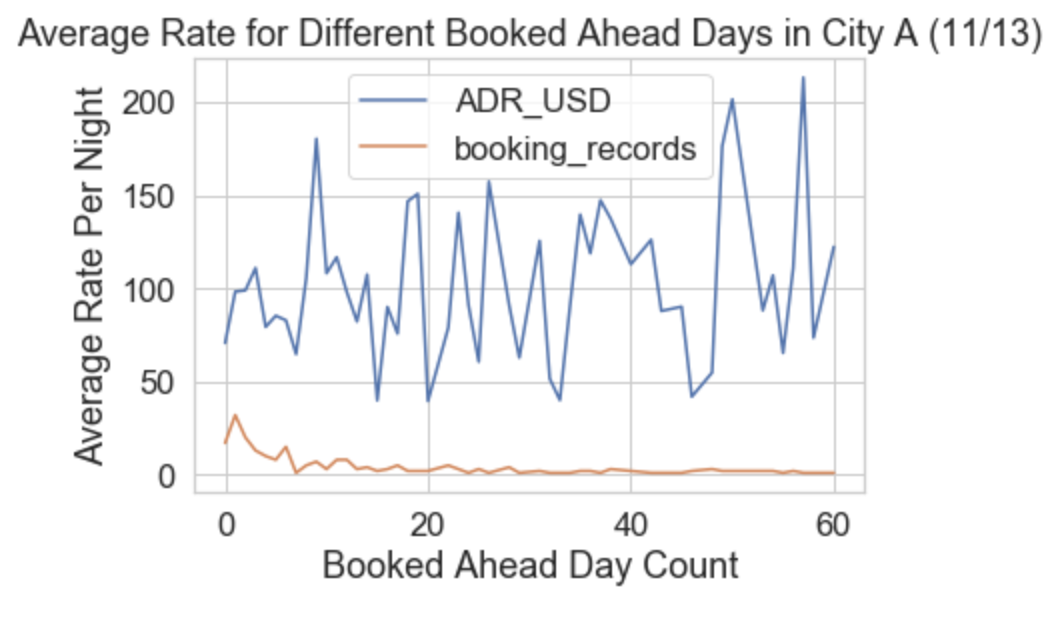 Average Rate for Different Booked Ahead Days in City A (11/13)
ADR_USD
booking_records
Average Rate Per Night
200
150
100
50
0
0 20 40 60
Booked Ahead Day Count